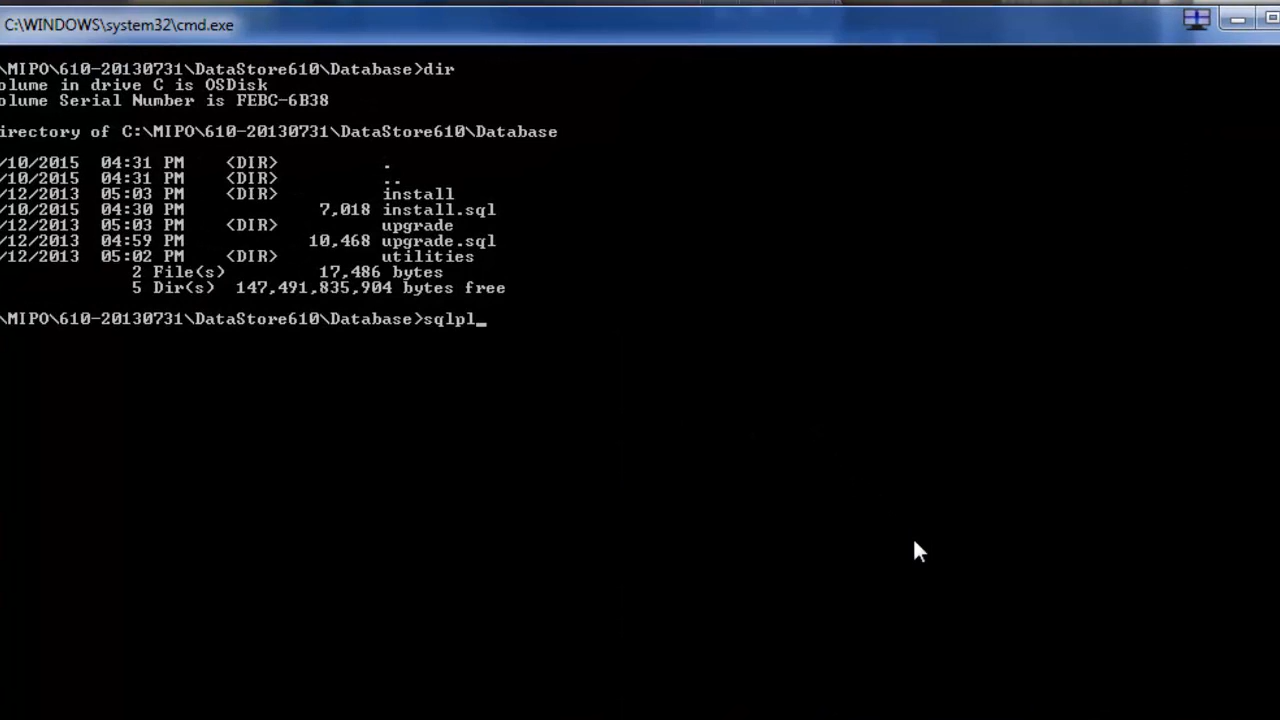 C:\WINDOWS\system32\cmd.exe
\MIPO\610-20130731\DataStore610\Database>dir
olume in drive C is OSDisk
olume Serial Number is FEBC-6B38
irectory of C:\MIPO\610-20130731\DataStore610\Database
/10/2015 04:31 PM <DIR> .
/10/2015 04:31 PM <DIR> ..
/12/2013 05:03 PM <DIR> install
/10/2015 04:30 PM 7,018 install.sql
/12/2013 05:03 PM <DIR> upgrade
/12/2013 04:59 PM 10,468 upgrade.sql
/12/2013 05:02 PM <DIR> utilities
2 File(s) 17,486 bytes
5 Dir(s) 147,491,835,904 bytes free
\MIPO\610-20130731\DataStore610\Database>sqlpl_